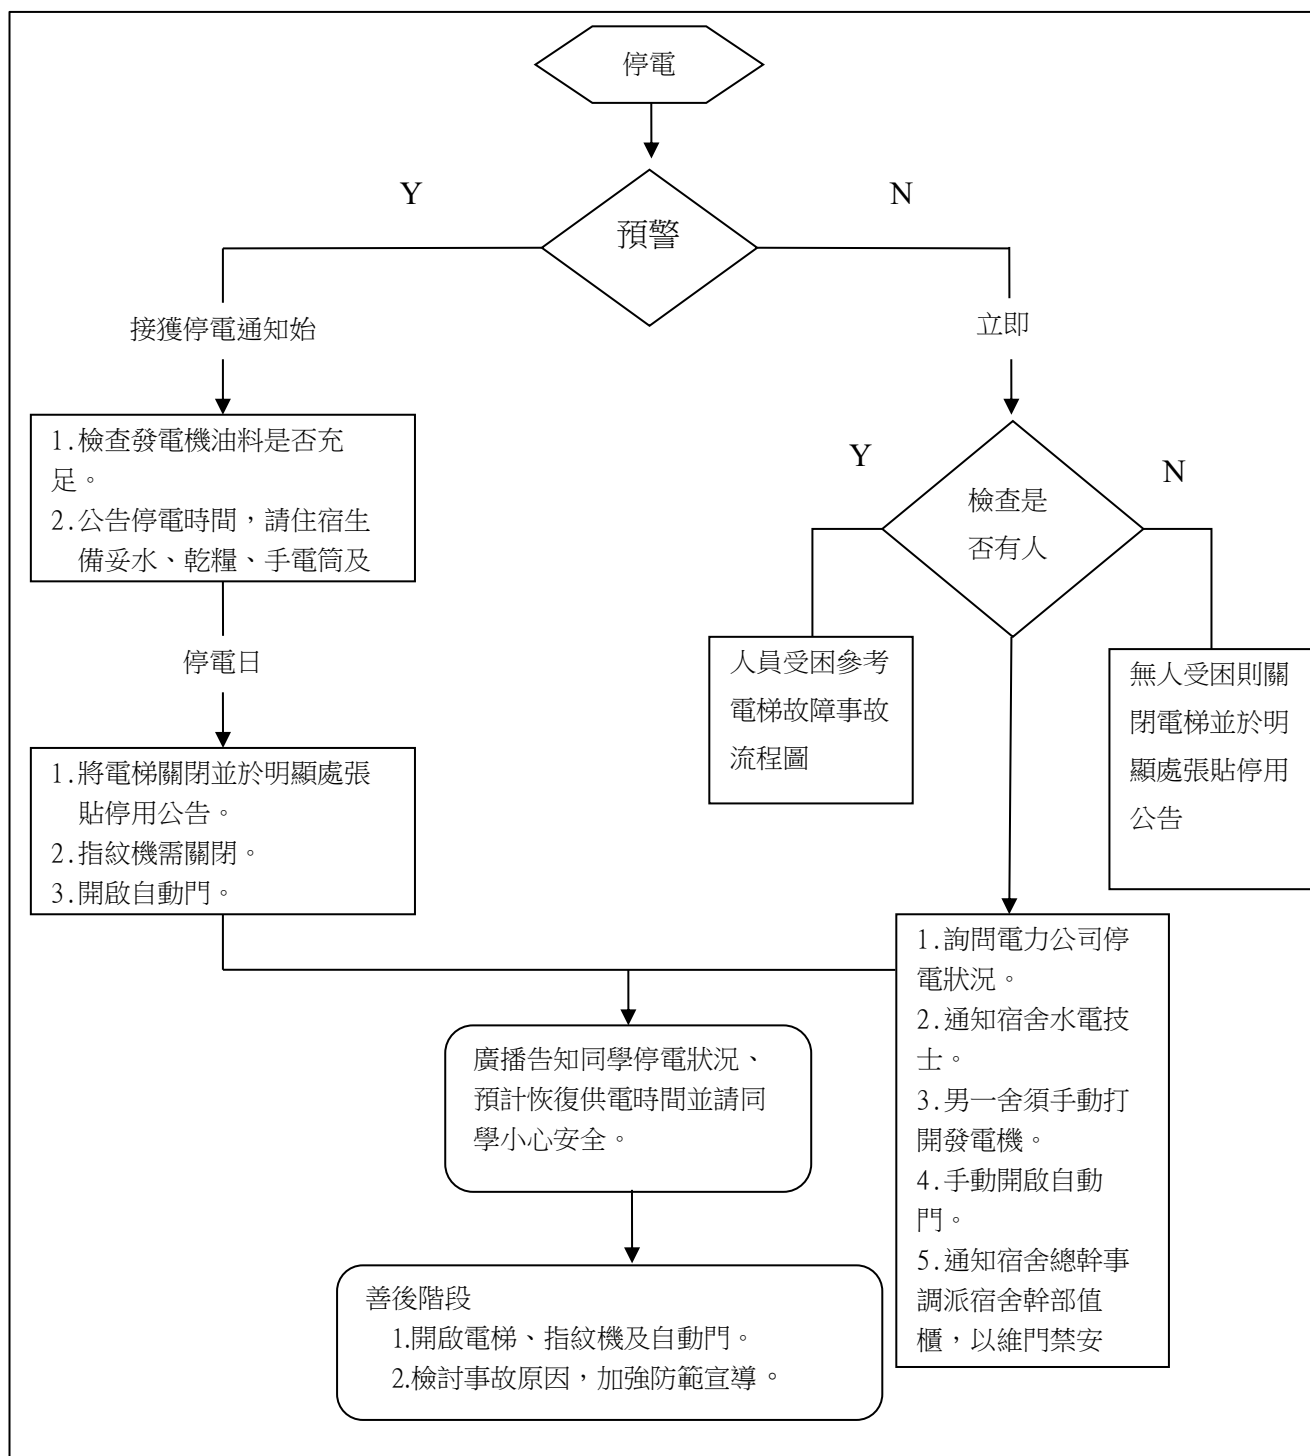 停電
預警
Y
N
接獲停電通知始
立即
1.檢查發電機油料是否充
足。
2.公告停電時間，請住宿生
備妥水、乾糧、手電筒及
停電日
1.將電梯關閉並於明顯處張
貼停用公告。
2.指紋機需關閉。
3.開啟自動門。
檢查是
否有人
Y
N
人員受困參考
電梯故障事故
流程圖
無人受困則關
閉電梯並於明
顯處張貼停用
公告
1.詢問電力公司停
電狀況。
2.通知宿舍水電技
士。
3.男一舍須手動打
開發電機。
4.手動開啟自動
門。
5.通知宿舍總幹事
調派宿舍幹部值
櫃，以維門禁安
廣播告知同學停電狀況、
預計恢復供電時間並請同
學小心安全。
善後階段
1.開啟電梯、指紋機及自動門。
2.檢討事故原因，加強防範宣導。